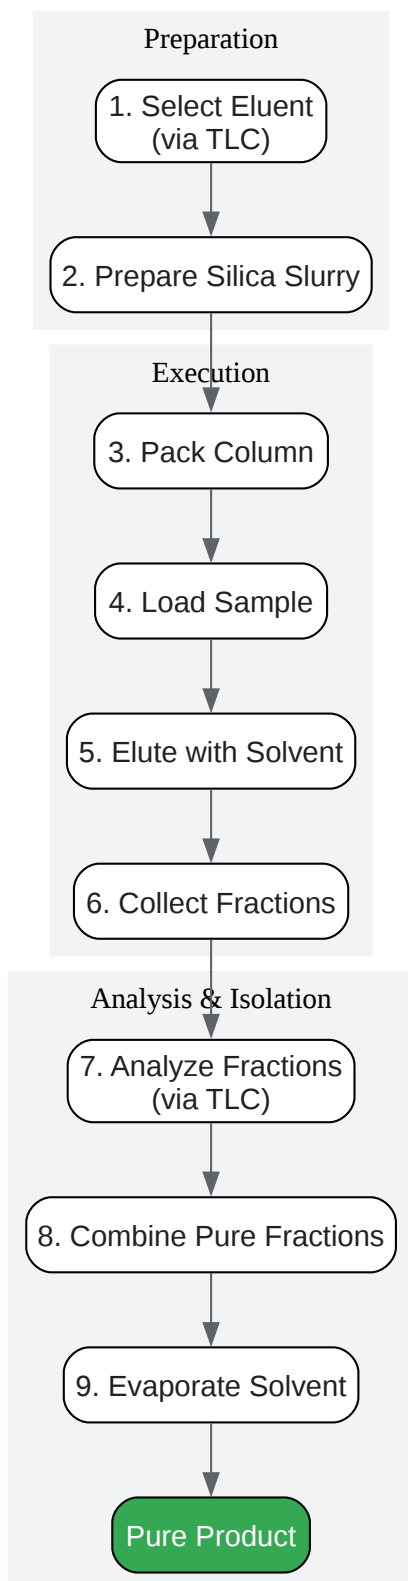 Preparation
1. Select Eluent
(via TLC)
2. Prepare Silica Slurry
Execution
3. Pack Column
4. Load Sample
5. Elute with Solvent
6. Collect Fractions
Analysis & Isolation
7. Analyze Fractions
(via TLC)
8. Combine Pure Fractions
9. Evaporate Solvent
Pure Product